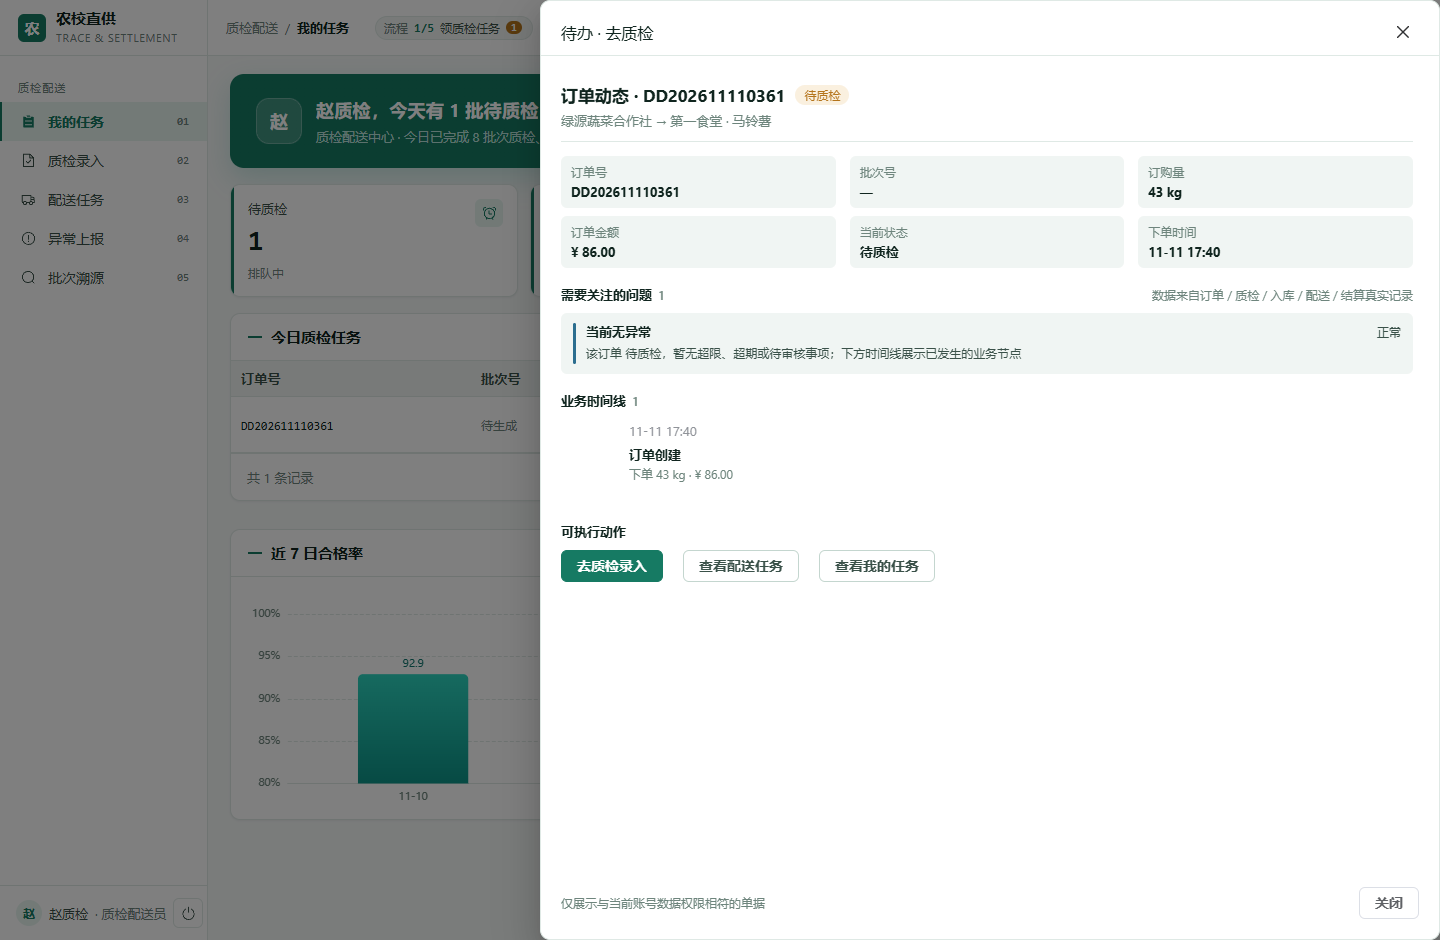 农
农校直供
TRACE & SETTLEMENT
质检配送
我的任务 01
质检录入 02
配送任务 03
异常上报 04
批次溯源 05
赵 赵质检 · 质检配送员
质检配送 / 我的任务
流程 1/5 领质检任务 1
赵
赵质检，今天有 1 批待质检
质检配送中心 · 今日已完成 8 批次质检、
待质检
1
排队中
今日质检任务
订单号 批次号
DD202611110361 待生成
共 1 条记录
近 7 日合格率
100%
95%
90%
85%
80%
92.9
11-10
待办 · 去质检
订单动态 · DD202611110361 待质检
绿源蔬菜合作社 → 第一食堂 · 马铃薯
订单号
DD202611110361
批次号
—
订购量
43 kg
订单金额
¥ 86.00
当前状态
待质检
下单时间
11-11 17:40
需要关注的问题 1
数据来自订单 / 质检 / 入库 / 配送 / 结算真实记录
当前无异常 正常
该订单 待质检，暂无超限、超期或待审核事项；下方时间线展示已发生的业务节点
业务时间线 1
11-11 17:40
订单创建
下单 43 kg · ¥ 86.00
可执行动作
去质检录入 查看配送任务 查看我的任务
仅展示与当前账号数据权限相符的单据
关闭